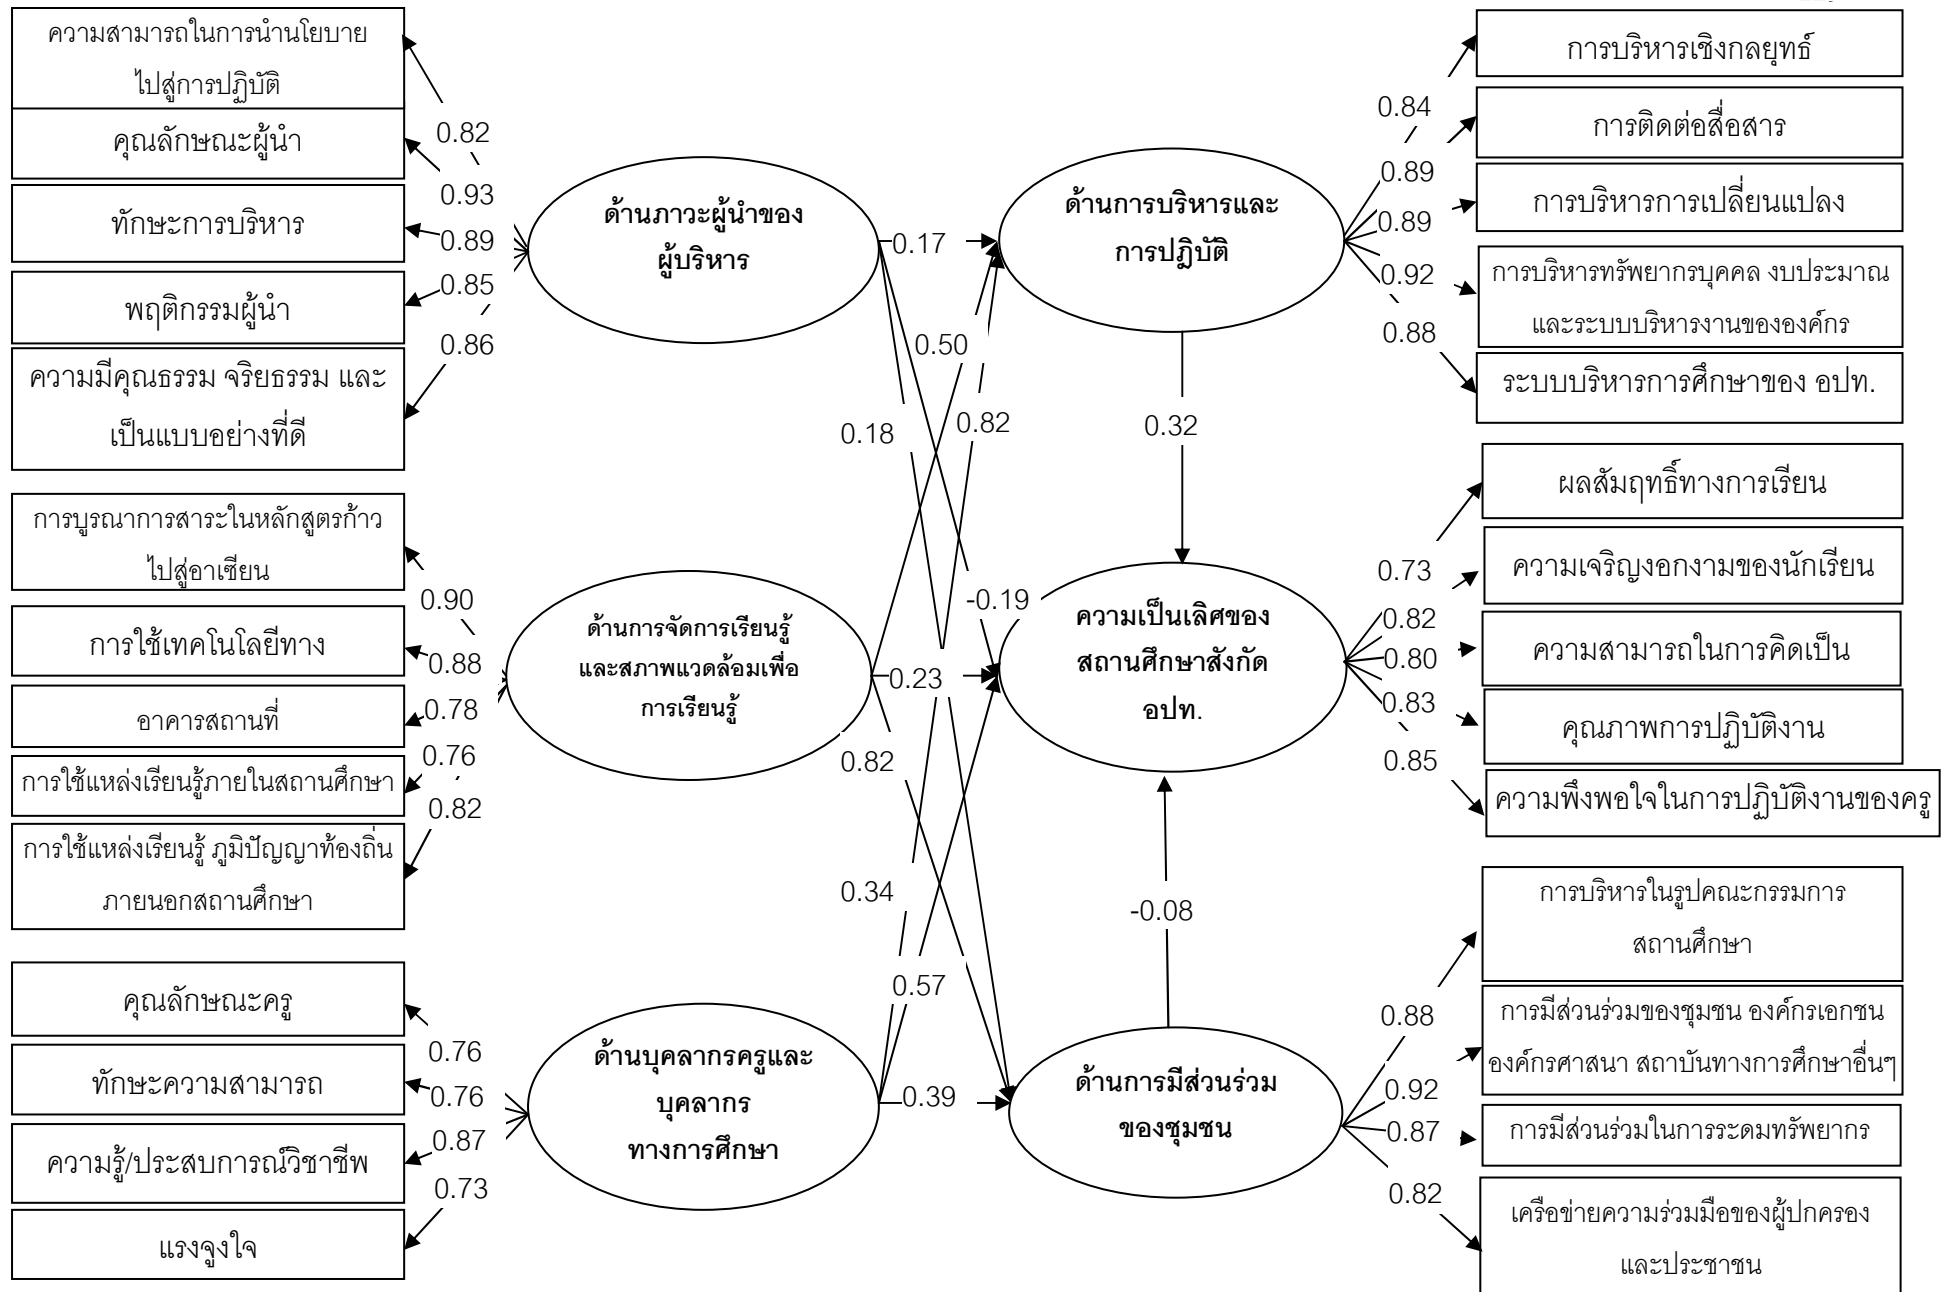 ความสามารถในการนำนโยบาย
ไปสู่การปฏิบัติ
คุณลักษณะผู้นำ
ทักษะการบริหาร
พฤติกรรมผู้นำ
ความมีคุณธรรม จริยธรรม และ
เป็นแบบอย่างที่ดี
0.82
0.93
0.89
0.85
0.86
ด้านภาวะผู้นำของ
ผู้บริหาร
การบูรณาการสาระในหลักสูตรก้าว
ไปสู่อาเซียน
การใช้เทคโนโลยีทาง
อาคารสถานที่
การใช้แหล่งเรียนรู้ภายในสถานศึกษา
การใช้แหล่งเรียนรู้ ภูมิปัญญาท้องถิ่น
ภายนอกสถานศึกษา
0.90
0.88
0.78
0.76
0.82
ด้านการจัดการเรียนรู้
และสภาพแวดล้อมเพื่อ
การเรียนรู้
คุณลักษณะครู
ทักษะความสามารถ
ความรู้/ประสบการณ์วิชาชีพ
แรงจูงใจ
0.76
0.76
0.87
0.73
ด้านบุคลากรครูและ
บุคลากร
ทางการศึกษา
0.17
0.50
0.18
0.82
-0.19
0.23
0.82
0.34
0.57
0.39
ด้านการบริหารและ
การปฎิบัติ
0.32
ความเป็นเลิศของ
สถานศึกษาสังกัด
อปท.
-0.08
ด้านการมีส่วนร่วม
ของชุมชน
0.84
0.89
0.89
0.92
0.88
การบริหารเชิงกลยุทธ์
การติดต่อสื่อสาร
การบริหารการเปลี่ยนแปลง
การบริหารทรัพยากรบุคคล งบประมาณ
และระบบบริหารงานขององค์กร
ระบบบริหารการศึกษาของ อปท.
0.73
0.82
0.80
0.83
0.85
ผลสัมฤทธิ์ทางการเรียน
ความเจริญงอกงามของนักเรียน
ความสามารถในการคิดเป็น
คุณภาพการปฏิบัติงาน
ความพึงพอใจในการปฏิบัติงานของครู
0.88
0.92
0.87
0.82
การบริหารในรูปคณะกรรมการ
สถานศึกษา
การมีส่วนร่วมของชุมชน องค์กรเอกชน
องค์กรศาสนา สถาบันทางการศึกษาอื่นๆ
การมีส่วนร่วมในการระดมทรัพยากร
เครือข่ายความร่วมมือของผู้ปกครอง
และประชาชน